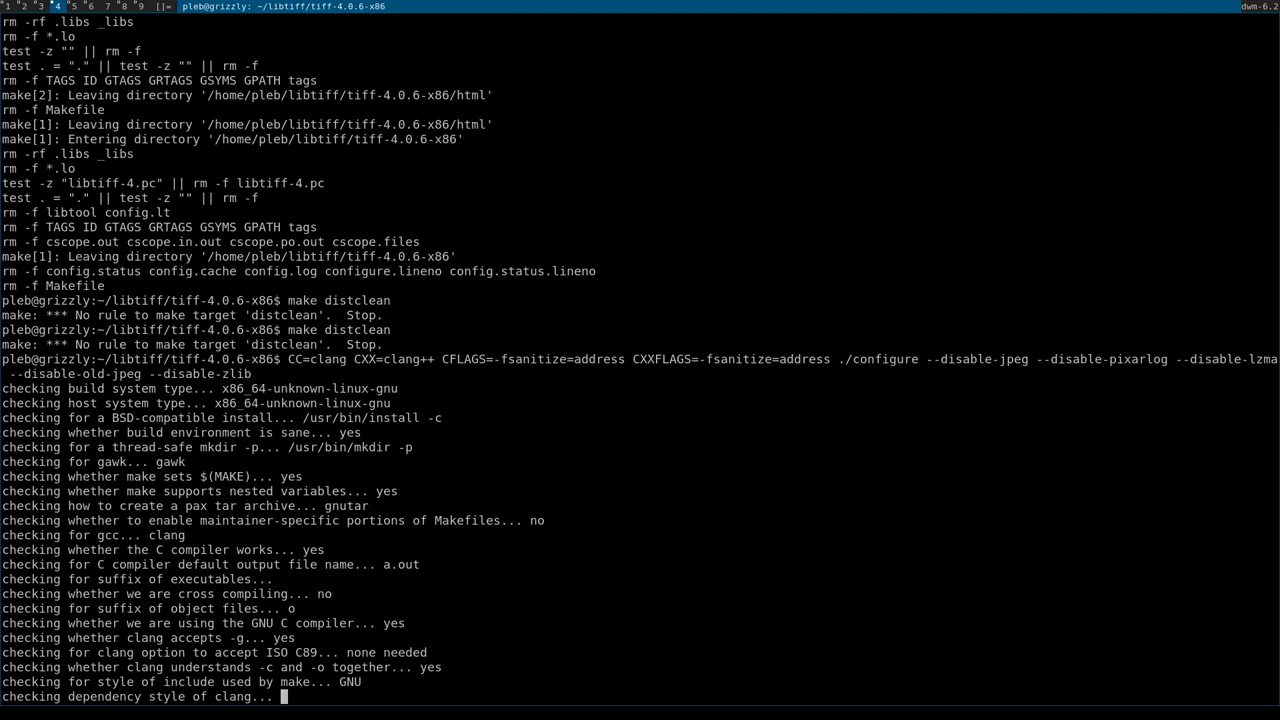 1 2 3 4 5 6 7 8 9 []= pleb@grizzly: ~/libtiff/tiff-4.0.6-x86 dwm-6.2
rm -rf .libs _libs
rm -f *.lo
test -z "" || rm -f
test . = "." || test -z "" || rm -f
rm -f TAGS ID GTAGS GRTAGS GSYMS GPATH tags
make[2]: Leaving directory '/home/pleb/libtiff/tiff-4.0.6-x86/html'
rm -f Makefile
make[1]: Leaving directory '/home/pleb/libtiff/tiff-4.0.6-x86/html'
make[1]: Entering directory '/home/pleb/libtiff/tiff-4.0.6-x86'
rm -rf .libs _libs
rm -f *.lo
test -z "libtiff-4.pc" || rm -f libtiff-4.pc
test . = "." || test -z "" || rm -f
rm -f libtool config.lt
rm -f TAGS ID GTAGS GRTAGS GSYMS GPATH tags
rm -f cscope.out cscope.in.out cscope.po.out cscope.files
make[1]: Leaving directory '/home/pleb/libtiff/tiff-4.0.6-x86'
rm -f config.status config.cache config.log configure.lineno config.status.lineno
rm -f Makefile
pleb@grizzly:~/libtiff/tiff-4.0.6-x86$ make distclean
make: *** No rule to make target 'distclean'.  Stop.
pleb@grizzly:~/libtiff/tiff-4.0.6-x86$ make distclean
make: *** No rule to make target 'distclean'.  Stop.
pleb@grizzly:~/libtiff/tiff-4.0.6-x86$ CC=clang CXX=clang++ CFLAGS=-fsanitize=address CXXFLAGS=-fsanitize=address ./configure --disable-jpeg --disable-pixarlog --disable-lzma
--disable-old-jpeg --disable-zlib
checking build system type... x86_64-unknown-linux-gnu
checking host system type... x86_64-unknown-linux-gnu
checking for a BSD-compatible install... /usr/bin/install -c
checking whether build environment is sane... yes
checking for a thread-safe mkdir -p... /usr/bin/mkdir -p
checking for gawk... gawk
checking whether make sets $(MAKE)... yes
checking whether make supports nested variables... yes
checking how to create a pax tar archive... gnutar
checking whether to enable maintainer-specific portions of Makefiles... no
checking for gcc... clang
checking whether the C compiler works... yes
checking for C compiler default output file name... a.out
checking for suffix of executables...
checking whether we are cross compiling... no
checking for suffix of object files... o
checking whether we are using the GNU C compiler... yes
checking whether clang accepts -g... yes
checking for clang option to accept ISO C89... none needed
checking whether clang understands -c and -o together... yes
checking for style of include used by make... GNU
checking dependency style of clang...